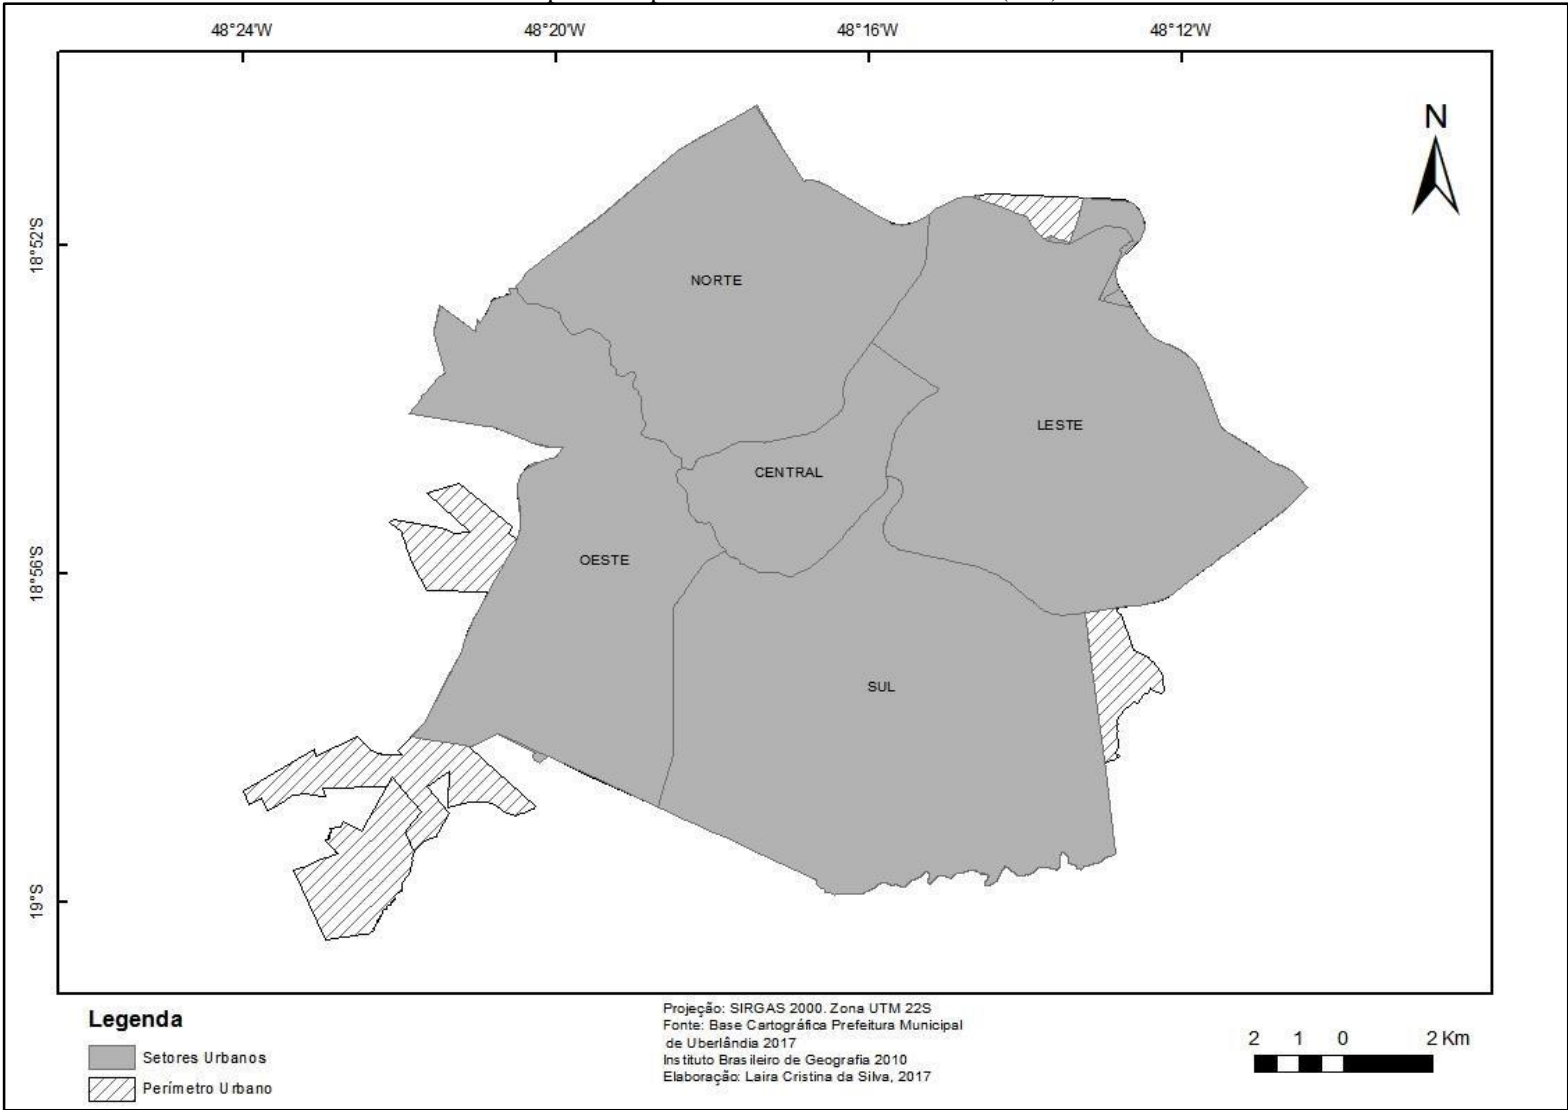 48°24'W 48°20'W 48°16'W 48°12'W
N
18°52'S
NORTE
LESTE
CENTRAL
OESTE
18°56'S
SUL
19°S
Legenda
Setores Urbanos
Perímetro Urbano
Projeção: SIRGAS 2000. Zona UTM 22S
Fonte: Base Cartográfica Prefeitura Municipal
de Uberlândia 2017
Instituto Brasileiro de Geografia 2010
Elaboração: Laira Cristina da Silva, 2017
2 1 0 2 Km